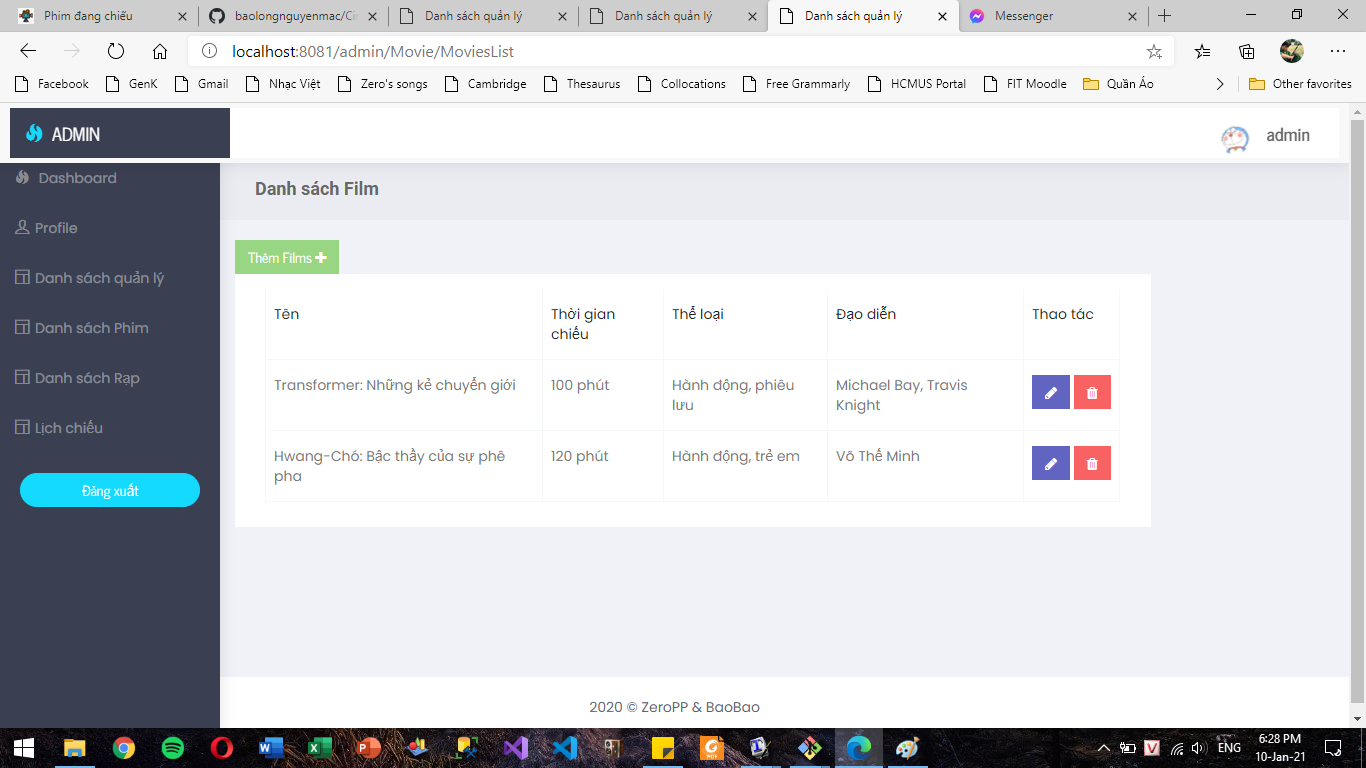 Phim đang chiếu
baolongnguyenmac/Ci
Danh sách quản lý
Danh sách quản lý
Danh sách quản lý
Messenger
localhost:8081/admin/Movie/MoviesList
Facebook
GenK
Gmail
Nhạc Việt
Zero's songs
Cambridge
Thesaurus
Collocations
Free Grammarly
HCMUS Portal
FIT Moodle
Quần Áo
Other favorites
ADMIN
admin
Dashboard
Profile
Danh sách quản lý
Danh sách Phim
Danh sách Rạp
Lịch chiếu
Đăng xuất
Danh sách Film
Thêm Films
Tên
Thời gian
chiếu
Thể loại
Đạo diễn
Thao tác
Transformer: Những kẻ chuyển giới
100 phút
Hành động, phiêu
lưu
Michael Bay, Travis
Knight
Hwang-Chó: Bậc thầy của sự phê
pha
120 phút
Hành động, trẻ em
Võ Thế Minh
2020 © ZeroPP & BaoBao
ENG
6:28 PM
10-Jan-21